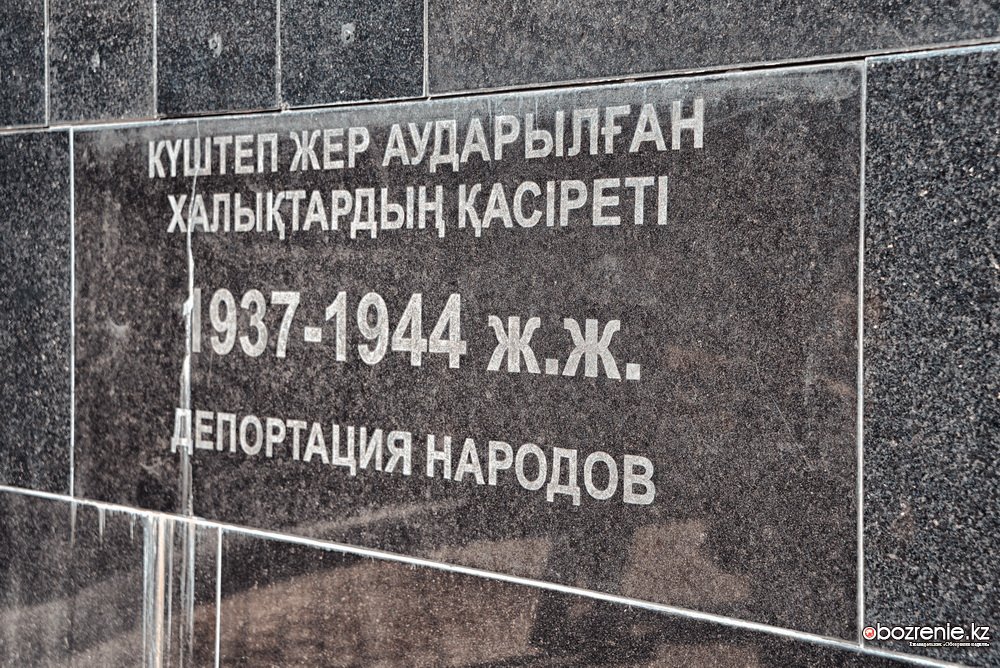 КҮШТЕП ЖЕР АУДАРЫЛҒАН
ХАЛЫҚТАРДЫҢ ҚАСІРЕТІ
1937-1944 Ж.Ж.
ДЕПОРТАЦИЯ НАРОДОВ
obozrenie.kz